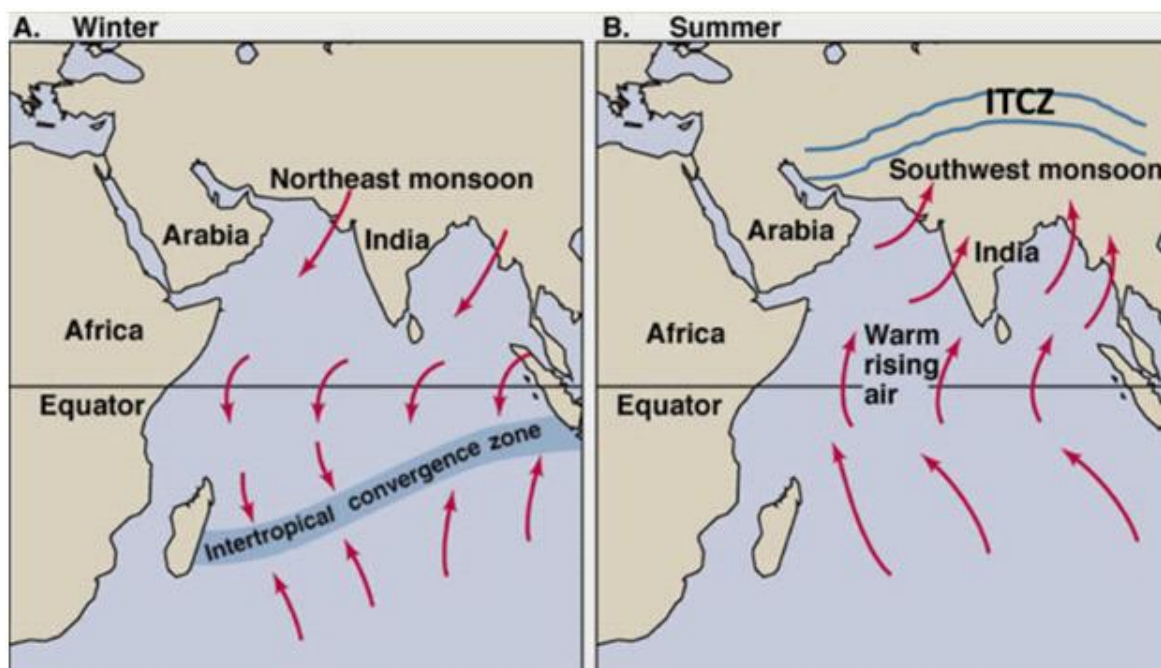 A. Winter
Northeast monsoon
Arabia
India
Africa
Equator
Intertropical convergence zone
B. Summer
ITCZ
Southwest monsoon
Arabia
India
Africa
Warm
rising
air
Equator